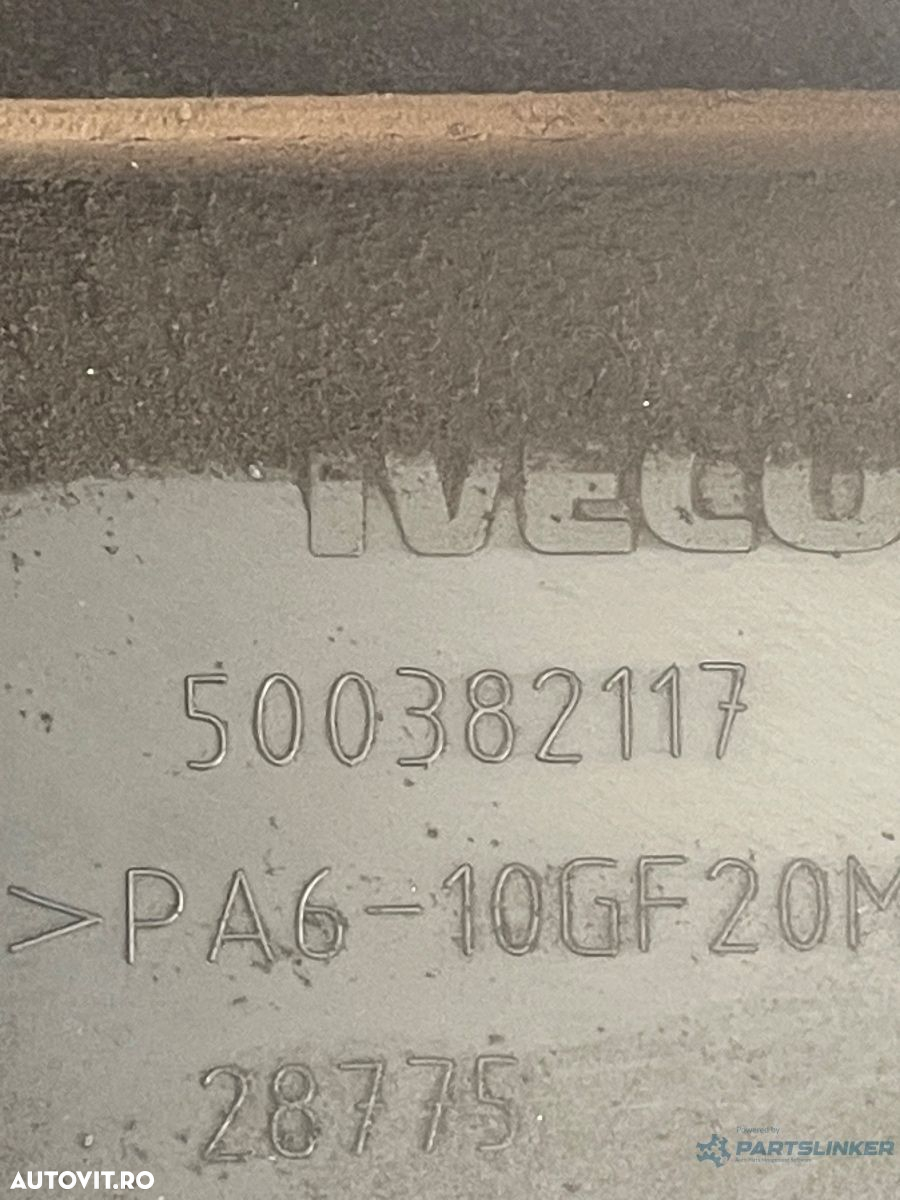 IVECO
500382117
>PA6-10GF20M
28775
Powered by
PARTSLINKER
AUTOVIT.RO